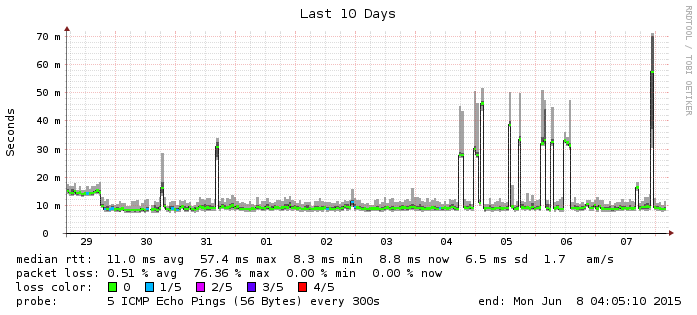 Last 10 Days
RRDTOOL / TOBI OETIKER
Seconds
70 m
60 m
50 m
40 m
30 m
20 m
10 m
0
29 30 31 01 02 03 04 05 06 07
median rtt: 11.0 ms avg 57.4 ms max 8.3 ms min 8.8 ms now 6.5 ms sd 1.7 am/s
packet loss: 0.51 % avg 76.36 % max 0.00 % min 0.00 % now
loss color: 0 1/5 2/5 3/5 4/5
probe: 5 ICMP Echo Pings (56 Bytes) every 300s end: Mon Jun 8 04:05:10 2015